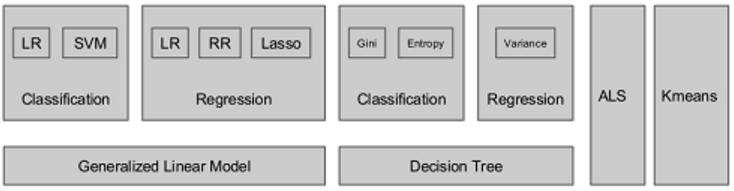 LR SVM
Classification
LR RR Lasso
Regression
Gini Entropy
Classification
Variance
Regression
ALS
Kmeans
Generalized Linear Model
Decision Tree